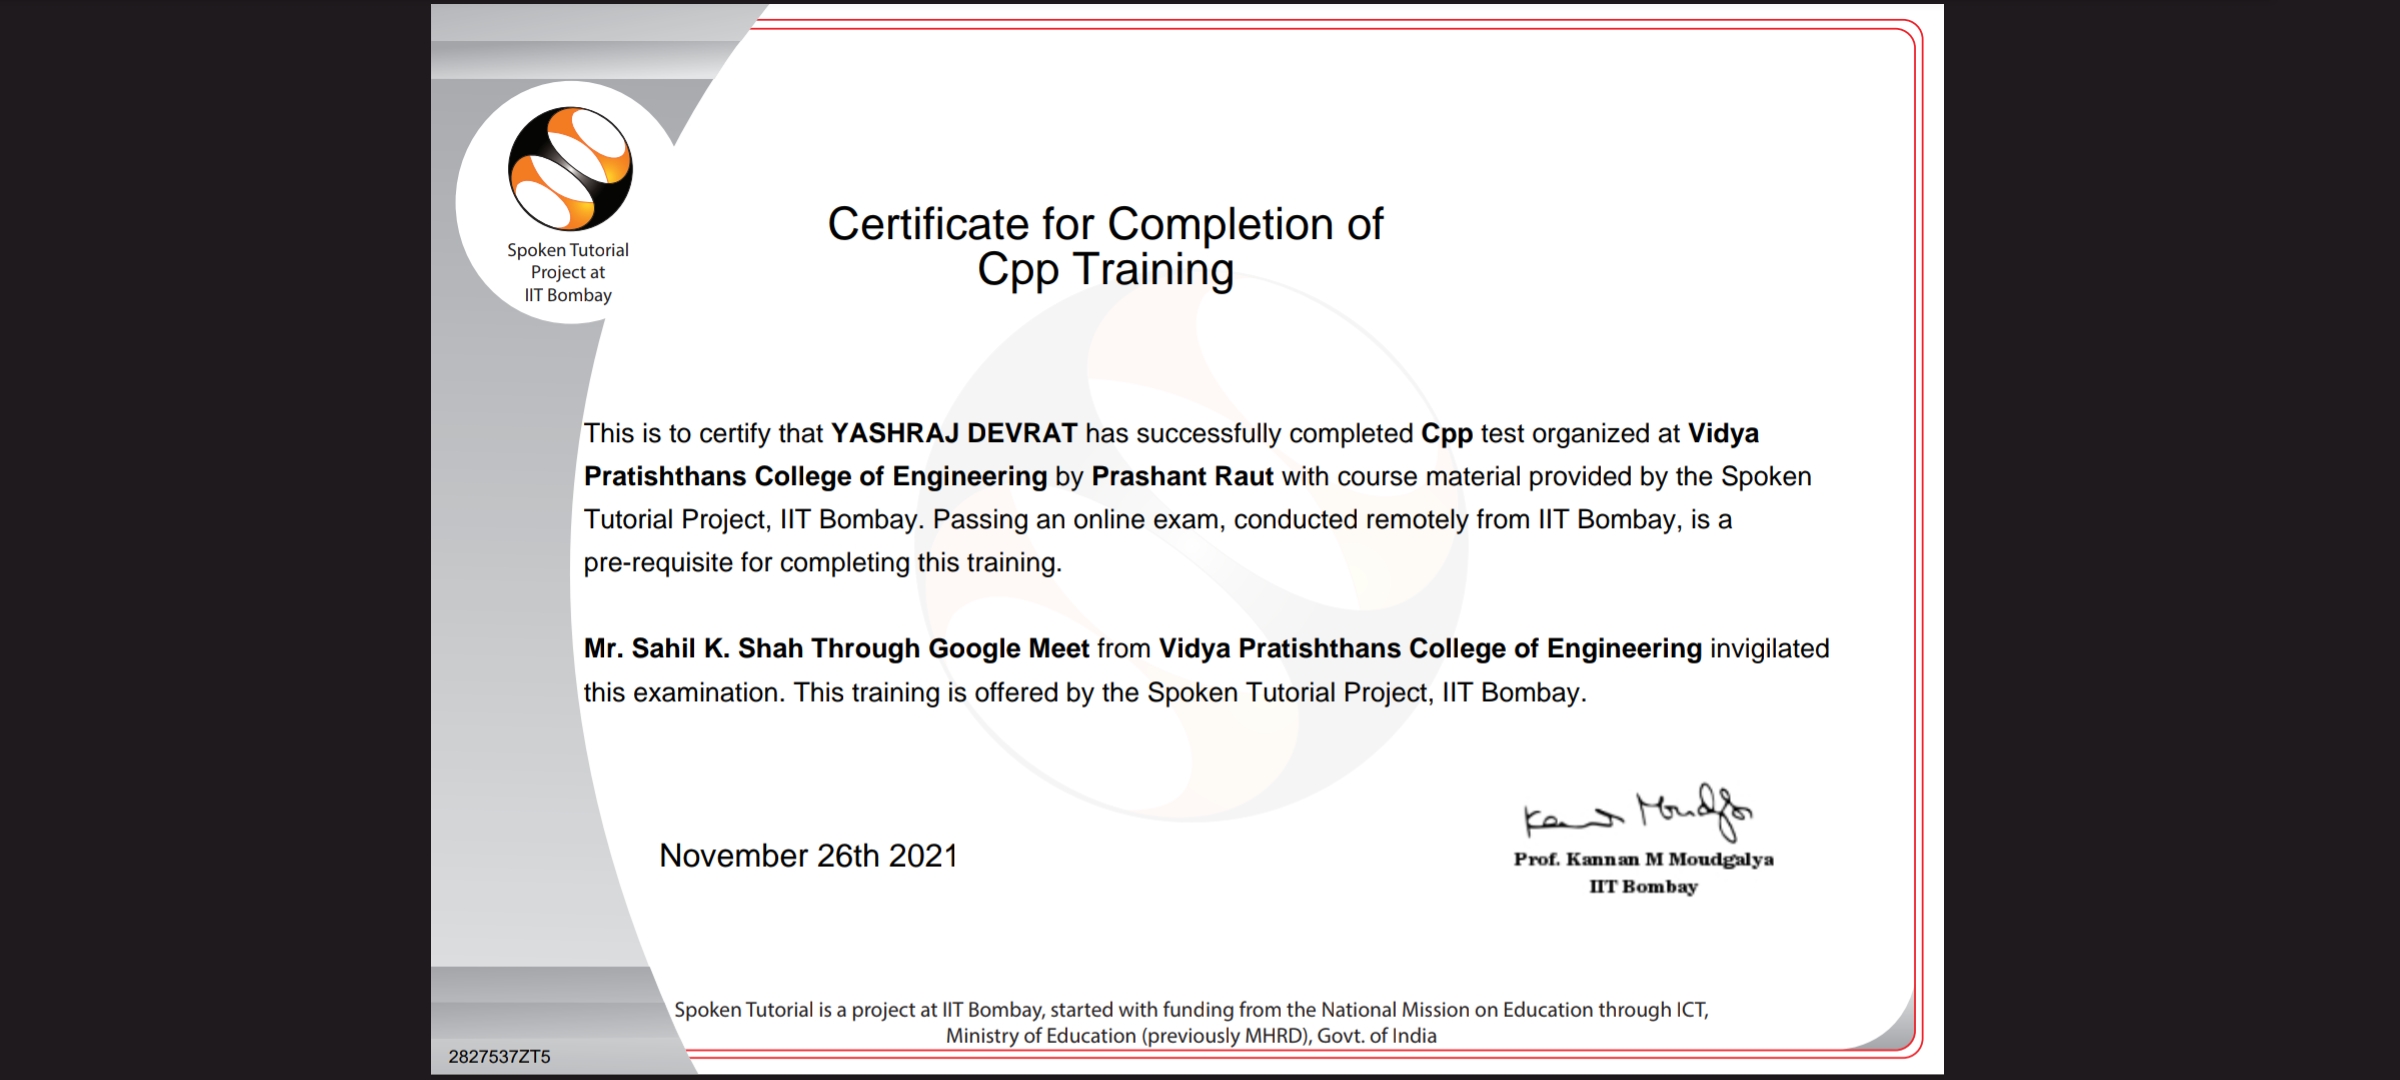 Spoken Tutorial
Project at
IIT Bombay
Certificate for Completion of
Cpp Training
This is to certify that YASHRAJ DEVRAT has successfully completed Cpp test organized at Vidya
Pratishthans College of Engineering by Prashant Raut with course material provided by the Spoken
Tutorial Project, IIT Bombay. Passing an online exam, conducted remotely from IIT Bombay, is a
pre-requisite for completing this training.
Mr. Sahil K. Shah Through Google Meet from Vidya Pratishthans College of Engineering invigilated
this examination. This training is offered by the Spoken Tutorial Project, IIT Bombay.
November 26th 2021
Kannan Moudgalya
Prof. Kannan M Moudgalya
IIT Bombay
Spoken Tutorial is a project at IIT Bombay, started with funding from the National Mission on Education through ICT,
Ministry of Education (previously MHRD), Govt. of India
2827537ZT5